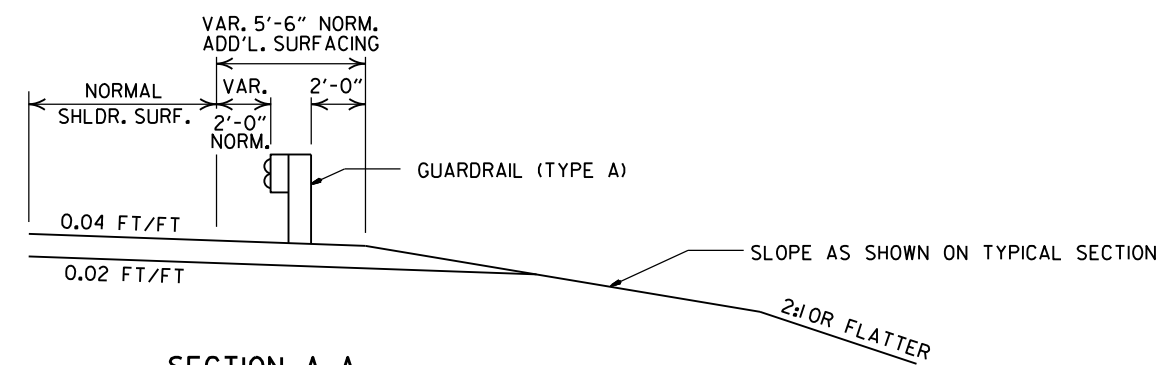 VAR. 5'-6" NORM.
ADD'L. SURFACING
NORMAL
SHLDR. SURF.
VAR.
2'-0"
NORM.
2'-0"
GUARDRAIL (TYPE A)
0.04 FT/FT
0.02 FT/FT
SLOPE AS SHOWN ON TYPICAL SECTION
2:1 OR FLATTER
SECTION A-A